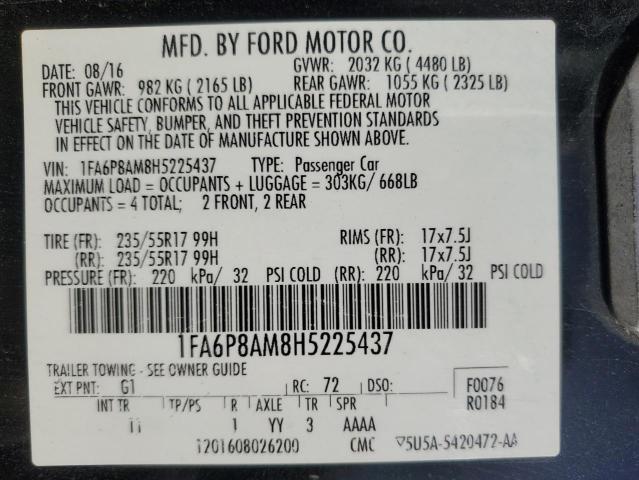 MFD. BY FORD MOTOR CO.
DATE: 08/16 GVWR: 2032 KG ( 4480 LB)
FRONT GAWR: 982 KG ( 2165 LB) REAR GAWR: 1055 KG ( 2325 LB)
THIS VEHICLE CONFORMS TO ALL APPLICABLE FEDERAL MOTOR
VEHICLE SAFETY, BUMPER, AND THEFT PREVENTION STANDARDS
IN EFFECT ON THE DATE OF MANUFACTURE SHOWN ABOVE.
VIN: 1FA6P8AM8H5225437 TYPE: Passenger Car
MAXIMUM LOAD = OCCUPANTS + LUGGAGE = 303KG/ 668LB
OCCUPANTS = 4 TOTAL; 2 FRONT, 2 REAR
TIRE (FR): 235/55R17 99H RIMS (FR): 17x7.5J
(RR): 235/55R17 99H (RR): 17x7.5J
PRESSURE (FR): 220 kPa/ 32 PSI COLD (RR): 220 kPa/ 32 PSI COLD
1FA6P8AM8H5225437
TRAILER TOWING - SEE OWNER GUIDE
EXT PNT: G1 RC: 72 DSO: F0076
INT TR TP/PS R AXLE TR SPR R0184
11 1 YY 3 AAAA
1201608026200 CMC 5U5A-5420472-AA